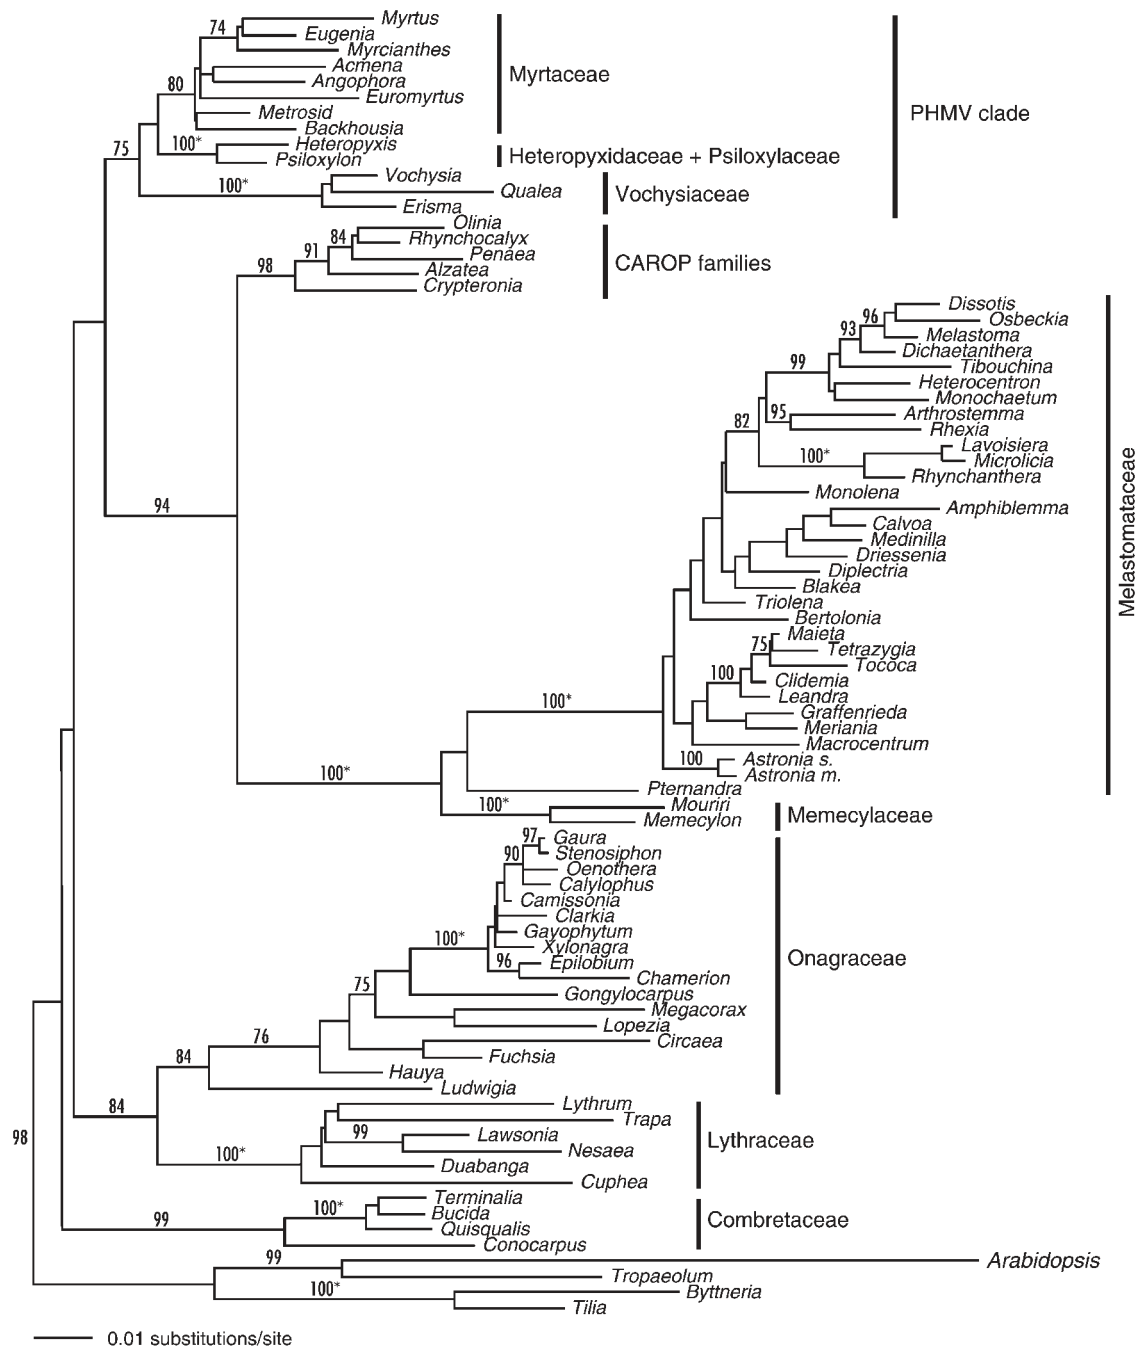 Myrtus
74
Eugenia
Myrcianthes
Acmena
80
Angophora
Myrtaceae
Euromyrtus
Metrosid
PHMV clade
Backhousia
100*
Heteropyxis
75
Psiloxylon
Heteropyxidaceae + Psiloxylaceae
Vochysia
100*
Qualea
Vochysiaceae
Erisma
Olinia
84
Rhynchocalyx
91
Penaea
98
Alzatea
CAROP families
Crypteronia
Dissotis
96
Osbeckia
93
Melastoma
Dichaetanthera
99
Tibouchina
Heterocentron
Monochaetum
95
Arthrostemma
82
Rhexia
Lavoisiera
100*
Microlicia
Rhynchanthera
Monolena
94
Amphiblemma
Calvoa
Medinilla
Driessenia
Diplectria
Blakea
Triolena
Bertolonia
Melastomataceae
Maieta
75
Tetrazygia
Tococa
100
Clidemia
Leandra
100*
Graffenrieda
Meriania
Macrocentrum
100
Astronia s.
100*
Astronia m.
Pternandra
100*
Mouriri
Memecylon
Memecylaceae
97
Gaura
90
Stenosiphon
Oenothera
Calylophus
Camissonia
Clarkia
Gayophytum
100*
Xylonagra
96
Epilobium
Onagraceae
Chamerion
75
Gongylocarpus
Megacorax
Lopezia
76
Circaea
84
Fuchsia
Hauya
Ludwigia
84
Lythrum
Trapa
99
Lawsonia
98
Nesaea
Lythraceae
100*
Duabanga
Cuphea
Terminalia
100*
Bucida
99
Quisqualis
Combretaceae
Conocarpus
99
Arabidopsis
Tropaeolum
100*
Byttneria
Tilia
0.01 substitutions/site